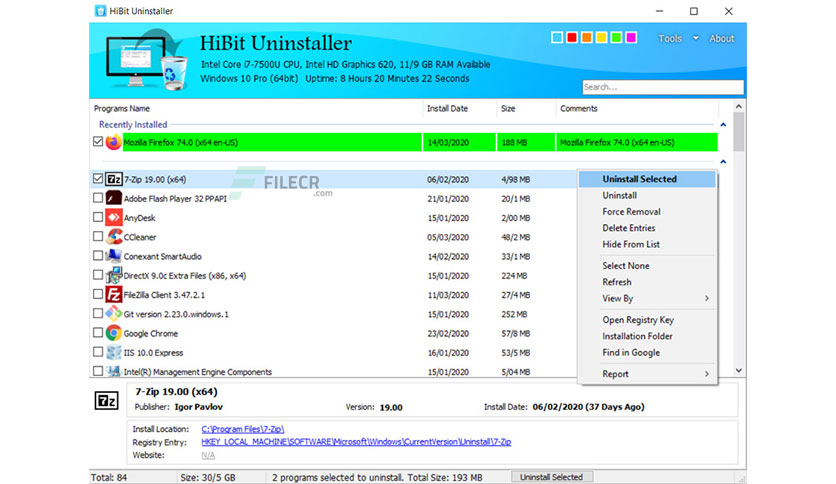 HiBit Uninstaller
HiBit Uninstaller
Intel Core i7-7500U CPU, Intel HD Graphics 620, 11/9 GB RAM Available
Windows 10 Pro (64bit) Uptime: 8 Hours 20 Minutes 22 Seconds
Tools About
Search...
Programs Name Install Date Size Comments
Recently Installed
Mozilla Firefox 74.0 (x64 en-US) 14/03/2020 188 MB Mozilla Firefox 74.0 (x64 en-US)
7-Zip 19.00 (x64) 06/02/2020 4/98 MB
Adobe Flash Player 32 PPAPI 21/01/2020 20/1 MB
AnyDesk 15/01/2020 2/00 MB
CCleaner 05/03/2020 48/2 MB
Conexant SmartAudio 14/02/2020 33/1 MB
DirectX 9.0c Extra Files (x86, x64) 15/01/2020 224 MB
FileZilla Client 3.47.2.1 11/03/2020 27/4 MB
Git version 2.23.0.windows.1 15/01/2020 252 MB
Google Chrome 23/02/2020 57/8 MB
IIS 10.0 Express 16/01/2020 53/5 MB
Intel(R) Management Engine Components 15/01/2020 5/04 MB
FILECR
.com
Uninstall Selected
Uninstall
Force Removal
Delete Entries
Hide From List
Select None
Refresh
View By
Open Registry Key
Installation Folder
Find in Google
Report
7-Zip 19.00 (x64)
Publisher: Igor Pavlov Version: 19.00 Install Date: 06/02/2020 (37 Days Ago)
Install Location: C:\Program Files\7-Zip\
Registry Entry: HKEY_LOCAL_MACHINE\SOFTWARE\Microsoft\Windows\CurrentVersion\Uninstall\7-Zip
Website: N/A
Total: 84 Size: 30/5 GB 2 programs selected to uninstall. Total Size: 193 MB Uninstall Selected